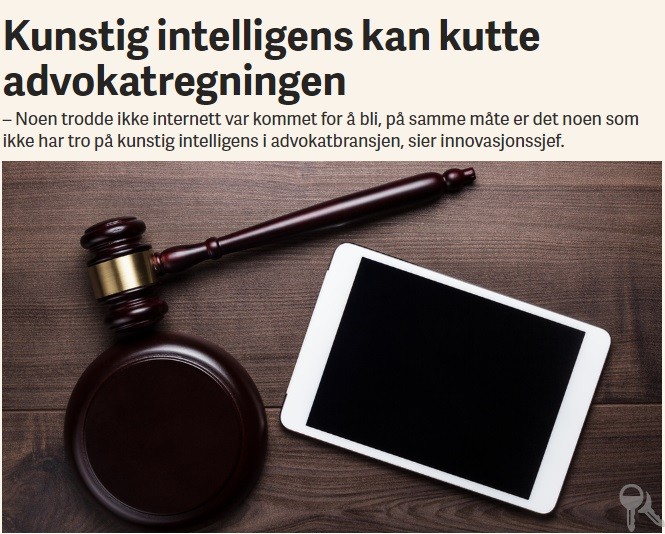 Kunstig intelligens kan kutte
advokatregningen
– Noen trodde ikke internett var kommet for å bli, på samme måte er det noen som
ikke har tro på kunstig intelligens i advokatbransjen, sier innovasjonssjef.